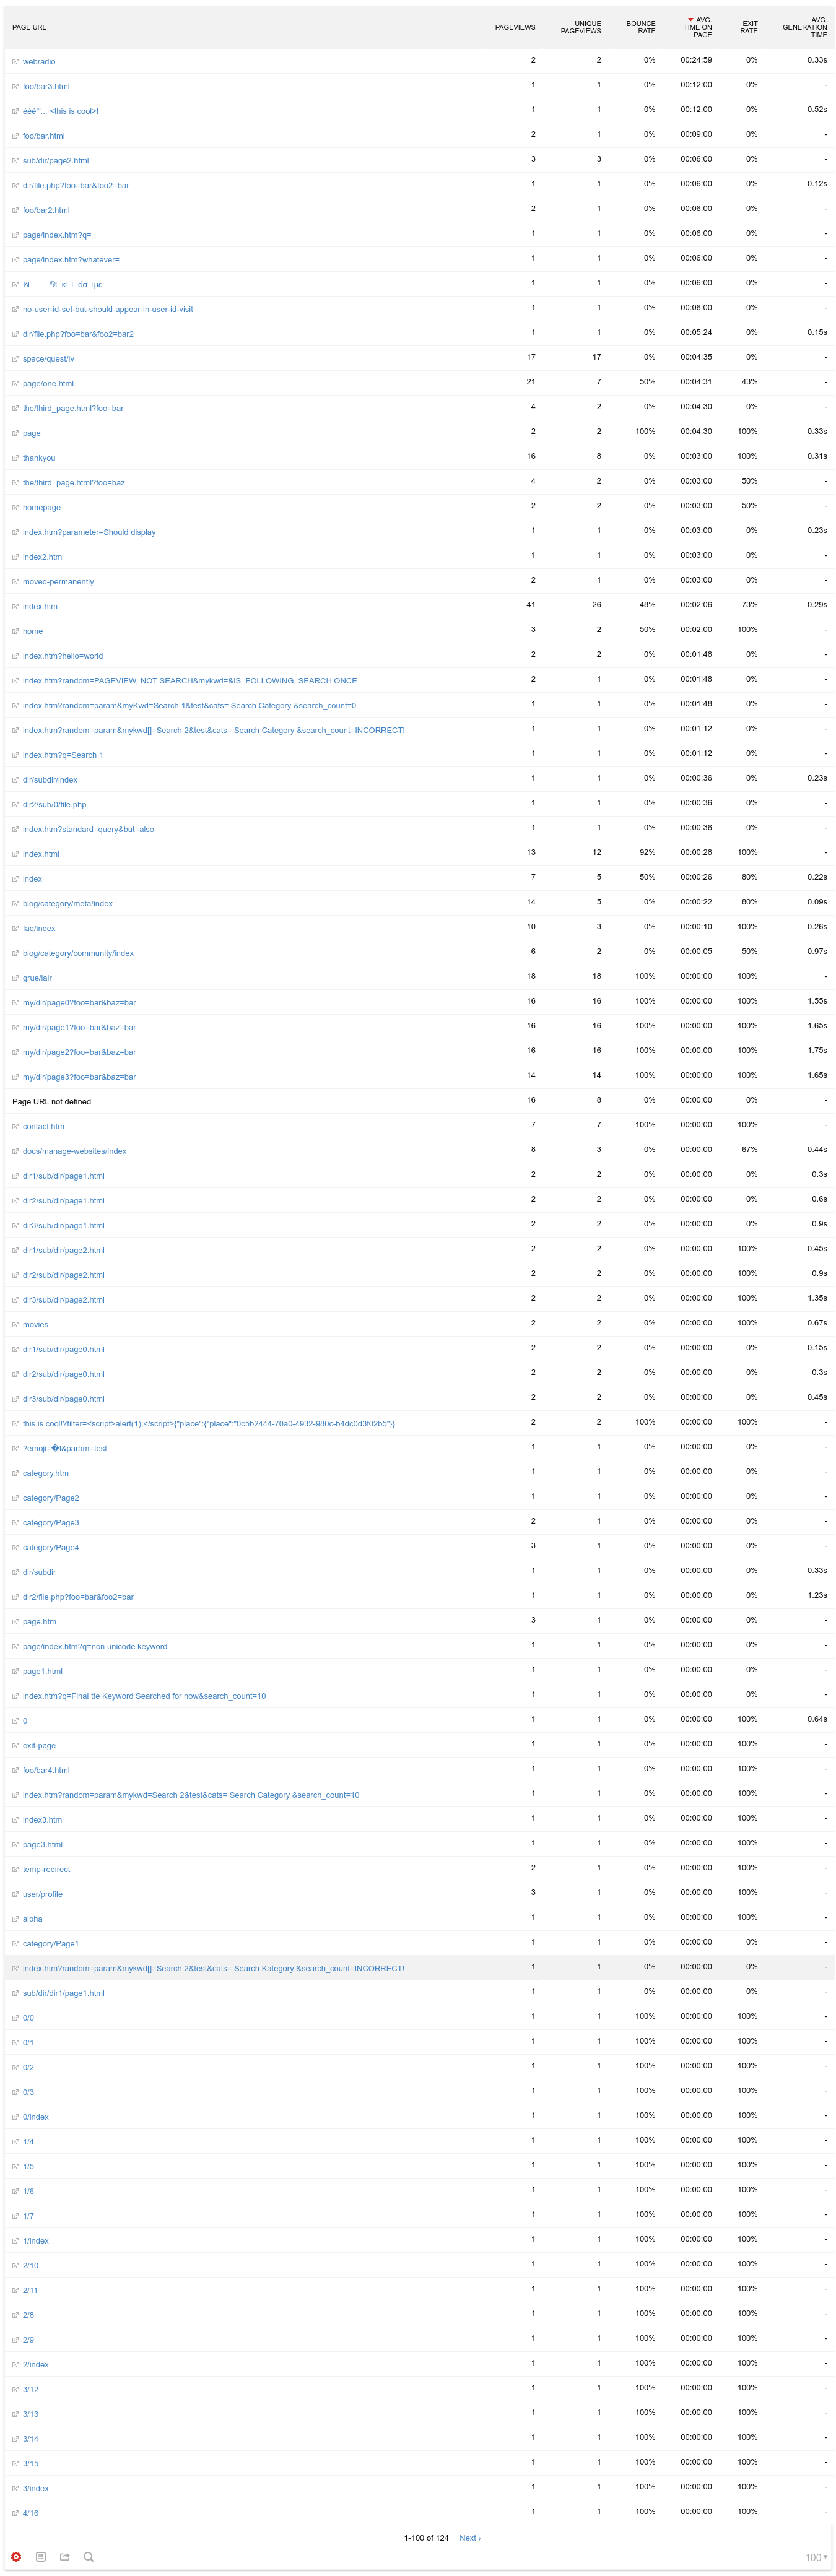 PAGE URL PAGEVIEWS UNIQUE PAGEVIEWS BOUNCE RATE AVG. TIME ON PAGE EXIT RATE AVG. GENERATION TIME
webradio 2 2 0% 00:24:59 0% 0.33s
foo/bar3.html 1 1 0% 00:12:00 0% -
ééé"'... <this is cool>! 1 1 0% 00:12:00 0% 0.52s
foo/bar.html 2 1 0% 00:09:00 0% -
sub/dir/page2.html 3 3 0% 00:06:00 0% -
dir/file.php?foo=bar&foo2=bar 1 1 0% 00:06:00 0% 0.12s
foo/bar2.html 2 1 0% 00:06:00 0% -
page/index.htm?q= 1 1 0% 00:06:00 0% -
page/index.htm?whatever= 1 1 0% 00:06:00 0% -
1 1 0% 00:06:00 0% -
no-user-id-set-but-should-appear-in-user-id-visit 1 1 0% 00:06:00 0% -
dir/file.php?foo=bar&foo2=bar2 1 1 0% 00:05:24 0% 0.15s
space/quest/iv 17 17 0% 00:04:35 0% -
page/one.html 21 7 50% 00:04:31 43% -
the/third_page.html?foo=bar 4 2 0% 00:04:30 0% -
page 2 2 100% 00:04:30 100% 0.33s
thankyou 16 8 0% 00:03:00 100% 0.31s
the/third_page.html?foo=baz 4 2 0% 00:03:00 50% -
homepage 2 2 0% 00:03:00 50% -
index.htm?parameter=Should display 1 1 0% 00:03:00 0% 0.23s
index2.htm 1 1 0% 00:03:00 0% -
moved-permanently 2 1 0% 00:03:00 0% -
index.htm 41 26 48% 00:02:06 73% 0.29s
home 3 2 50% 00:02:00 100% -
index.htm?hello=world 2 2 0% 00:01:48 0% -
index.htm?random=PAGEVIEW, NOT SEARCH&mykwd=&IS_FOLLOWING_SEARCH ONCE 2 1 0% 00:01:48 0% -
index.htm?random=param&myKwd=Search 1&test&cats= Search Category &search_count=0 1 1 0% 00:01:48 0% -
index.htm?random=param&mykwd[]=Search 2&test&cats= Search Category &search_count=INCORRECT! 1 1 0% 00:01:12 0% -
index.htm?q=Search 1 1 1 0% 00:01:12 0% -
dir/subdir/index 1 1 0% 00:00:36 0% 0.23s
dir2/sub/0/file.php 1 1 0% 00:00:36 0% -
index.htm?standard=query&but=also 1 1 0% 00:00:36 0% -
index.html 13 12 92% 00:00:28 100% -
index 7 5 50% 00:00:26 80% 0.22s
blog/category/meta/index 14 5 0% 00:00:22 80% 0.09s
faq/index 10 3 0% 00:00:10 100% 0.26s
blog/category/community/index 6 2 0% 00:00:05 50% 0.97s
grue/lair 18 18 100% 00:00:00 100% -
my/dir/page0?foo=bar&baz=bar 16 16 100% 00:00:00 100% 1.55s
my/dir/page1?foo=bar&baz=bar 16 16 100% 00:00:00 100% 1.65s
my/dir/page2?foo=bar&baz=bar 16 16 100% 00:00:00 100% 1.75s
my/dir/page3?foo=bar&baz=bar 14 14 100% 00:00:00 100% 1.65s
Page URL not defined 16 8 0% 00:00:00 0% -
contact.htm 7 7 100% 00:00:00 100% -
docs/manage-websites/index 8 3 0% 00:00:00 67% 0.44s
dir1/sub/dir/page1.html 2 2 0% 00:00:00 0% 0.3s
dir2/sub/dir/page1.html 2 2 0% 00:00:00 0% 0.6s
dir3/sub/dir/page1.html 2 2 0% 00:00:00 0% 0.9s
dir1/sub/dir/page2.html 2 2 0% 00:00:00 100% 0.45s
dir2/sub/dir/page2.html 2 2 0% 00:00:00 100% 0.9s
dir3/sub/dir/page2.html 2 2 0% 00:00:00 100% 1.35s
movies 2 2 0% 00:00:00 100% 0.67s
dir1/sub/dir/page0.html 2 2 0% 00:00:00 0% 0.15s
dir2/sub/dir/page0.html 2 2 0% 00:00:00 0% 0.3s
dir3/sub/dir/page0.html 2 2 0% 00:00:00 0% 0.45s
this is cool!?filter=<script>alert(1);</script>{"place":{"place":"0c5b2444-70a0-4932-980c-b4dc0d3f02b5"}} 2 2 100% 00:00:00 100% -
?emoji=�l&param=test 1 1 0% 00:00:00 0% -
category.htm 1 1 0% 00:00:00 0% -
category/Page2 1 1 0% 00:00:00 0% -
category/Page3 2 1 0% 00:00:00 0% -
category/Page4 3 1 0% 00:00:00 0% -
dir/subdir 1 1 0% 00:00:00 0% 0.33s
dir2/file.php?foo=bar&foo2=bar 1 1 0% 00:00:00 0% 1.23s
page.htm 3 1 0% 00:00:00 0% -
page/index.htm?q=non unicode keyword 1 1 0% 00:00:00 0% -
page1.html 1 1 0% 00:00:00 0% -
index.htm?q=Final tte Keyword Searched for now&search_count=10 1 1 0% 00:00:00 0% -
0 1 1 0% 00:00:00 100% 0.64s
exit-page 1 1 0% 00:00:00 100% -
foo/bar4.html 1 1 0% 00:00:00 100% -
index.htm?random=param&mykwd=Search 2&test&cats= Search Category &search_count=10 1 1 0% 00:00:00 100% -
index3.htm 1 1 0% 00:00:00 100% -
page3.html 1 1 0% 00:00:00 100% -
temp-redirect 2 1 0% 00:00:00 100% -
user/profile 3 1 0% 00:00:00 100% -
alpha 1 1 0% 00:00:00 100% -
category/Page1 1 1 0% 00:00:00 0% -
index.htm?random=param&mykwd[]=Search 2&test&cats= Search Kategory &search_count=INCORRECT! 1 1 0% 00:00:00 0% -
sub/dir/dir1/page1.html 1 1 0% 00:00:00 0% -
0/0 1 1 100% 00:00:00 100% -
0/1 1 1 100% 00:00:00 100% -
0/2 1 1 100% 00:00:00 100% -
0/3 1 1 100% 00:00:00 100% -
0/index 1 1 100% 00:00:00 100% -
1/4 1 1 100% 00:00:00 100% -
1/5 1 1 100% 00:00:00 100% -
1/6 1 1 100% 00:00:00 100% -
1/7 1 1 100% 00:00:00 100% -
1/index 1 1 100% 00:00:00 100% -
2/10 1 1 100% 00:00:00 100% -
2/11 1 1 100% 00:00:00 100% -
2/8 1 1 100% 00:00:00 100% -
2/9 1 1 100% 00:00:00 100% -
2/index 1 1 100% 00:00:00 100% -
3/12 1 1 100% 00:00:00 100% -
3/13 1 1 100% 00:00:00 100% -
3/14 1 1 100% 00:00:00 100% -
3/15 1 1 100% 00:00:00 100% -
3/index 1 1 100% 00:00:00 100% -
4/16 1 1 100% 00:00:00 100% -
1-100 of 124 Next ›
100